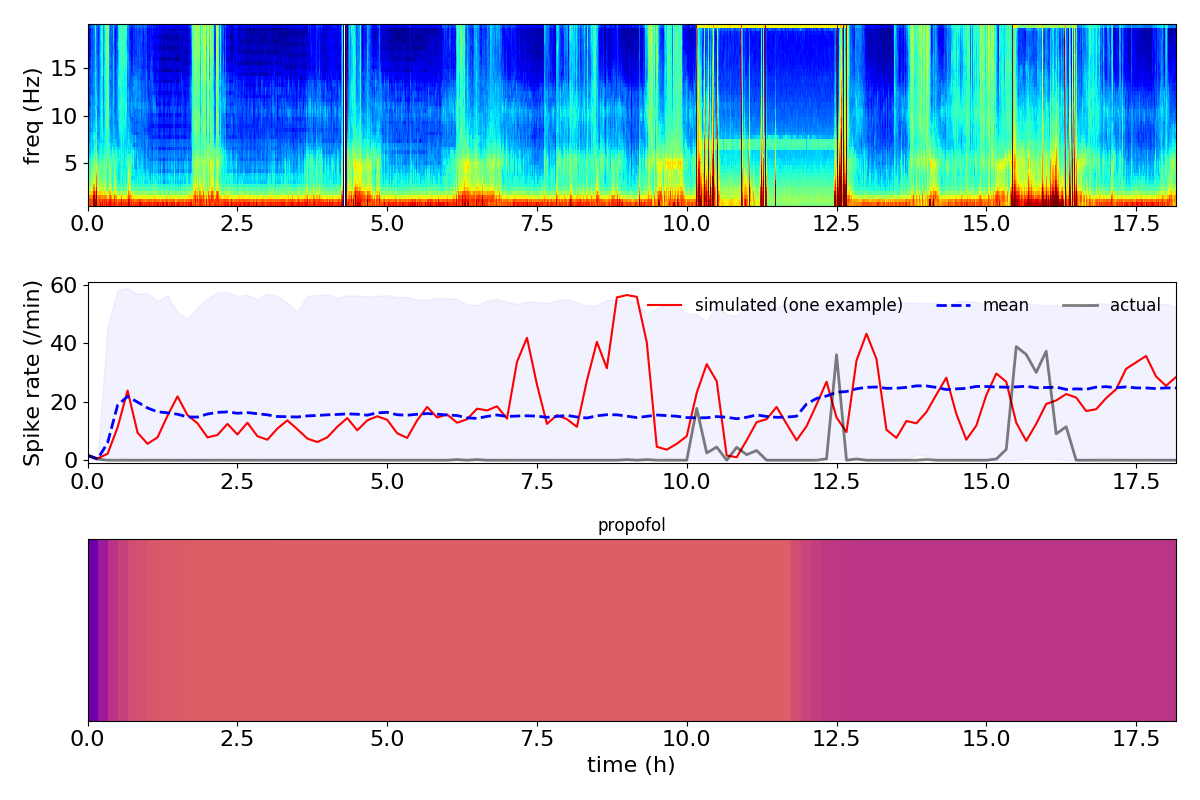 15
10
5
freq (Hz)
0.0 2.5 5.0 7.5 10.0 12.5 15.0 17.5
60
40
20
0
Spike rate (/min)
simulated (one example) mean actual
0.0 2.5 5.0 7.5 10.0 12.5 15.0 17.5
propofol
0.0 2.5 5.0 7.5 10.0 12.5 15.0 17.5
time (h)